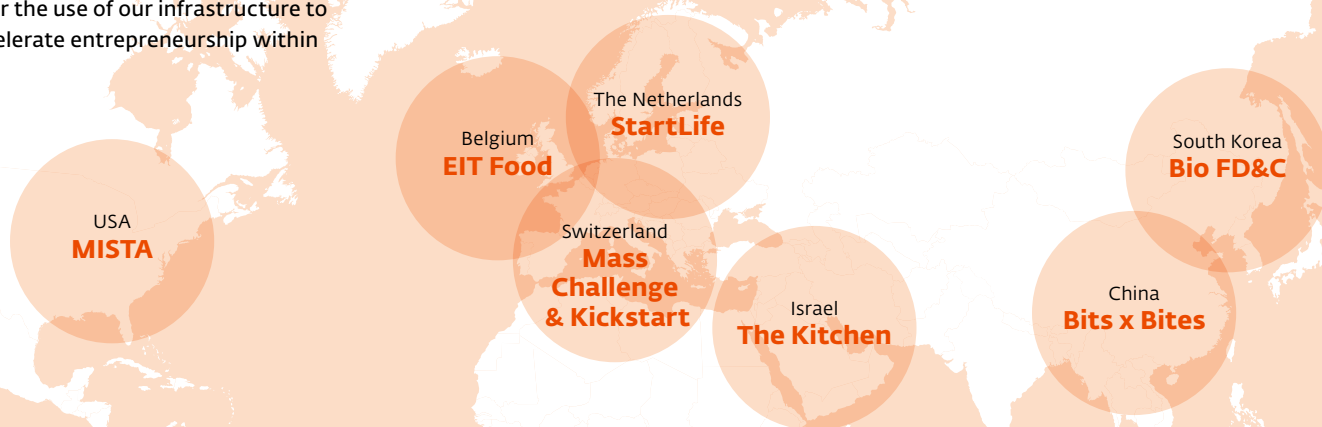 r the use of our infrastructure to
elerate entrepreneurship within
The Netherlands
StartLife
Belgium
EIT Food
South Korea
Bio FD&C
USA
MISTA
Switzerland
Mass
Challenge
& Kickstart
Israel
The Kitchen
China
Bits x Bites